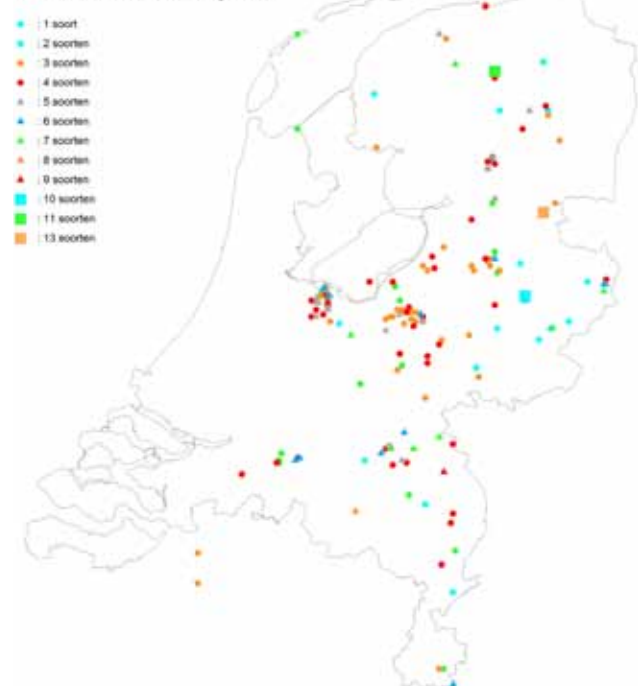 : 1 soort
: 2 soorten
: 3 soorten
: 4 soorten
: 5 soorten
: 6 soorten
: 7 soorten
: 8 soorten
: 9 soorten
: 10 soorten
: 11 soorten
: 13 soorten